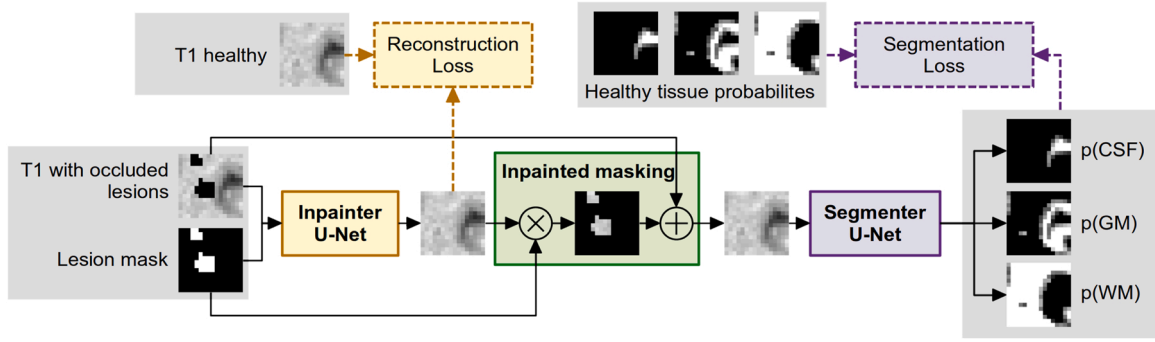 T1 healthy
Reconstruction
Loss
Healthy tissue probabilites
Segmentation
Loss
T1 with occluded
lesions
Lesion mask
Inpainter
U-Net
Inpainted masking
Segmenter
U-Net
p(CSF)
p(GM)
p(WM)